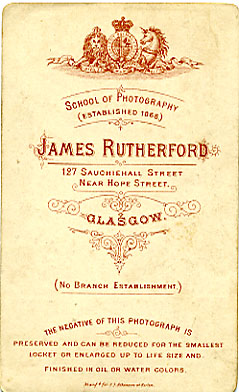 SCHOOL OF PHOTOGRAPHY
(ESTABLISHED 1868)
JAMES RUTHERFORD,
127 SAUCHIEHALL STREET
NEAR HOPE STREET.
GLASGOW.
(NO BRANCH ESTABLISHMENT.)
THE NEGATIVE OF THIS PHOTOGRAPH IS
PRESERVED AND CAN BE REDUCED FOR THE SMALLEST
LOCKET OR ENLARGED UP TO LIFE SIZE AND
FINISHED IN OIL OR WATER COLORS.